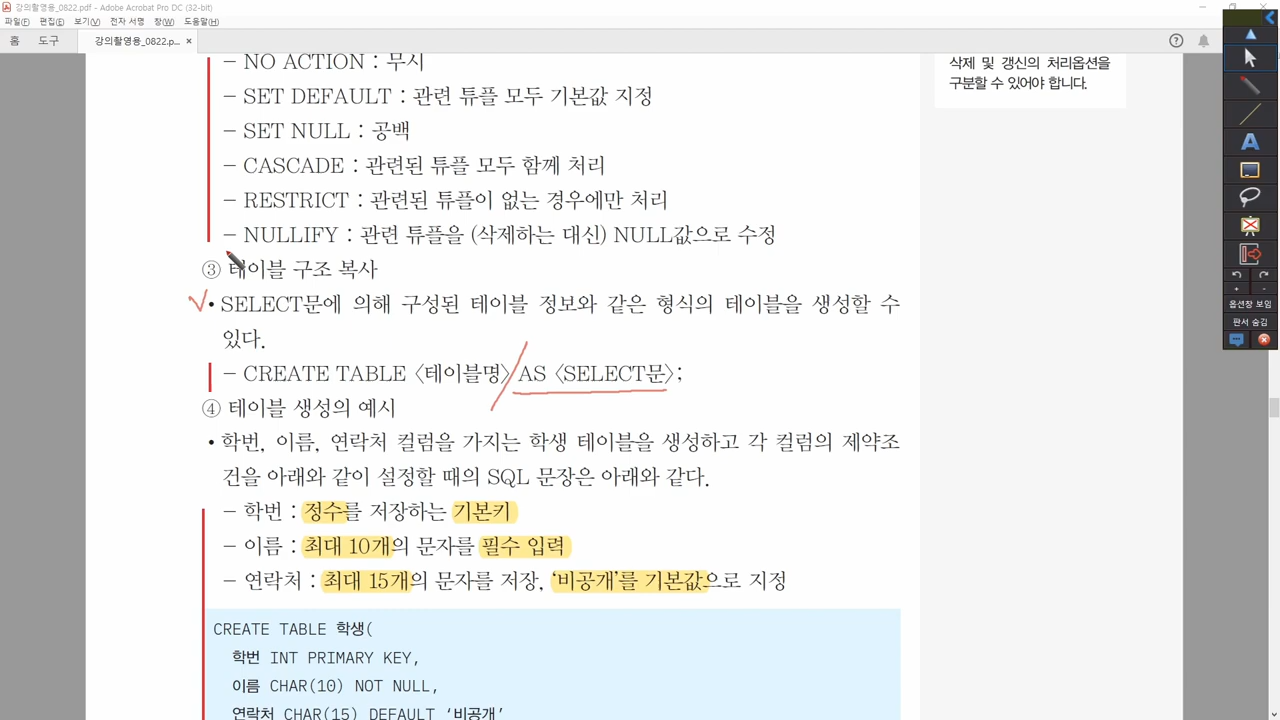 강의촬영용_0822.pdf - Adobe Acrobat Pro DC (32-bit)
파일(F) 편집(E) 보기(V) 전자 서명 창(W) 도움말(H)
홈 도구 강의촬영용_0822.p... ×
- NO ACTION : 무시
- SET DEFAULT : 관련 튜플 모두 기본값 지정
- SET NULL : 공백
- CASCADE : 관련된 튜플 모두 함께 처리
- RESTRICT : 관련된 튜플이 없는 경우에만 처리
- NULLIFY : 관련 튜플을 (삭제하는 대신) NULL값으로 수정
③ 테이블 구조 복사
• SELECT문에 의해 구성된 테이블 정보와 같은 형식의 테이블을 생성할 수
있다.
- CREATE TABLE 〈테이블명〉 AS 〈SELECT문〉;
④ 테이블 생성의 예시
• 학번, 이름, 연락처 컬럼을 가지는 학생 테이블을 생성하고 각 컬럼의 제약조
건을 아래와 같이 설정할 때의 SQL 문장은 아래와 같다.
- 학번 : 정수를 저장하는 기본키
- 이름 : 최대 10개의 문자를 필수 입력
- 연락처 : 최대 15개의 문자를 저장, ‘비공개’를 기본값으로 지정
CREATE TABLE 학생(
학번 INT PRIMARY KEY,
이름 CHAR(10) NOT NULL,
연락처 CHAR(15) DEFAULT ‘비공개’
삭제 및 갱신의 처리옵션을
구분할 수 있어야 합니다.
A
+ -
옵션창 보임
판서 숨김